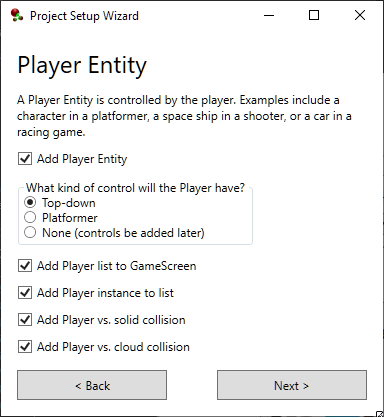 Project Setup Wizard
Player Entity
A Player Entity is controlled by the player. Examples include a
character in a platformer, a space ship in a shooter, or a car in a
racing game.
Add Player Entity
What kind of control will the Player have?
Top-down
Platformer
None (controls be added later)
Add Player list to GameScreen
Add Player instance to list
Add Player vs. solid collision
Add Player vs. cloud collision
< Back
Next >